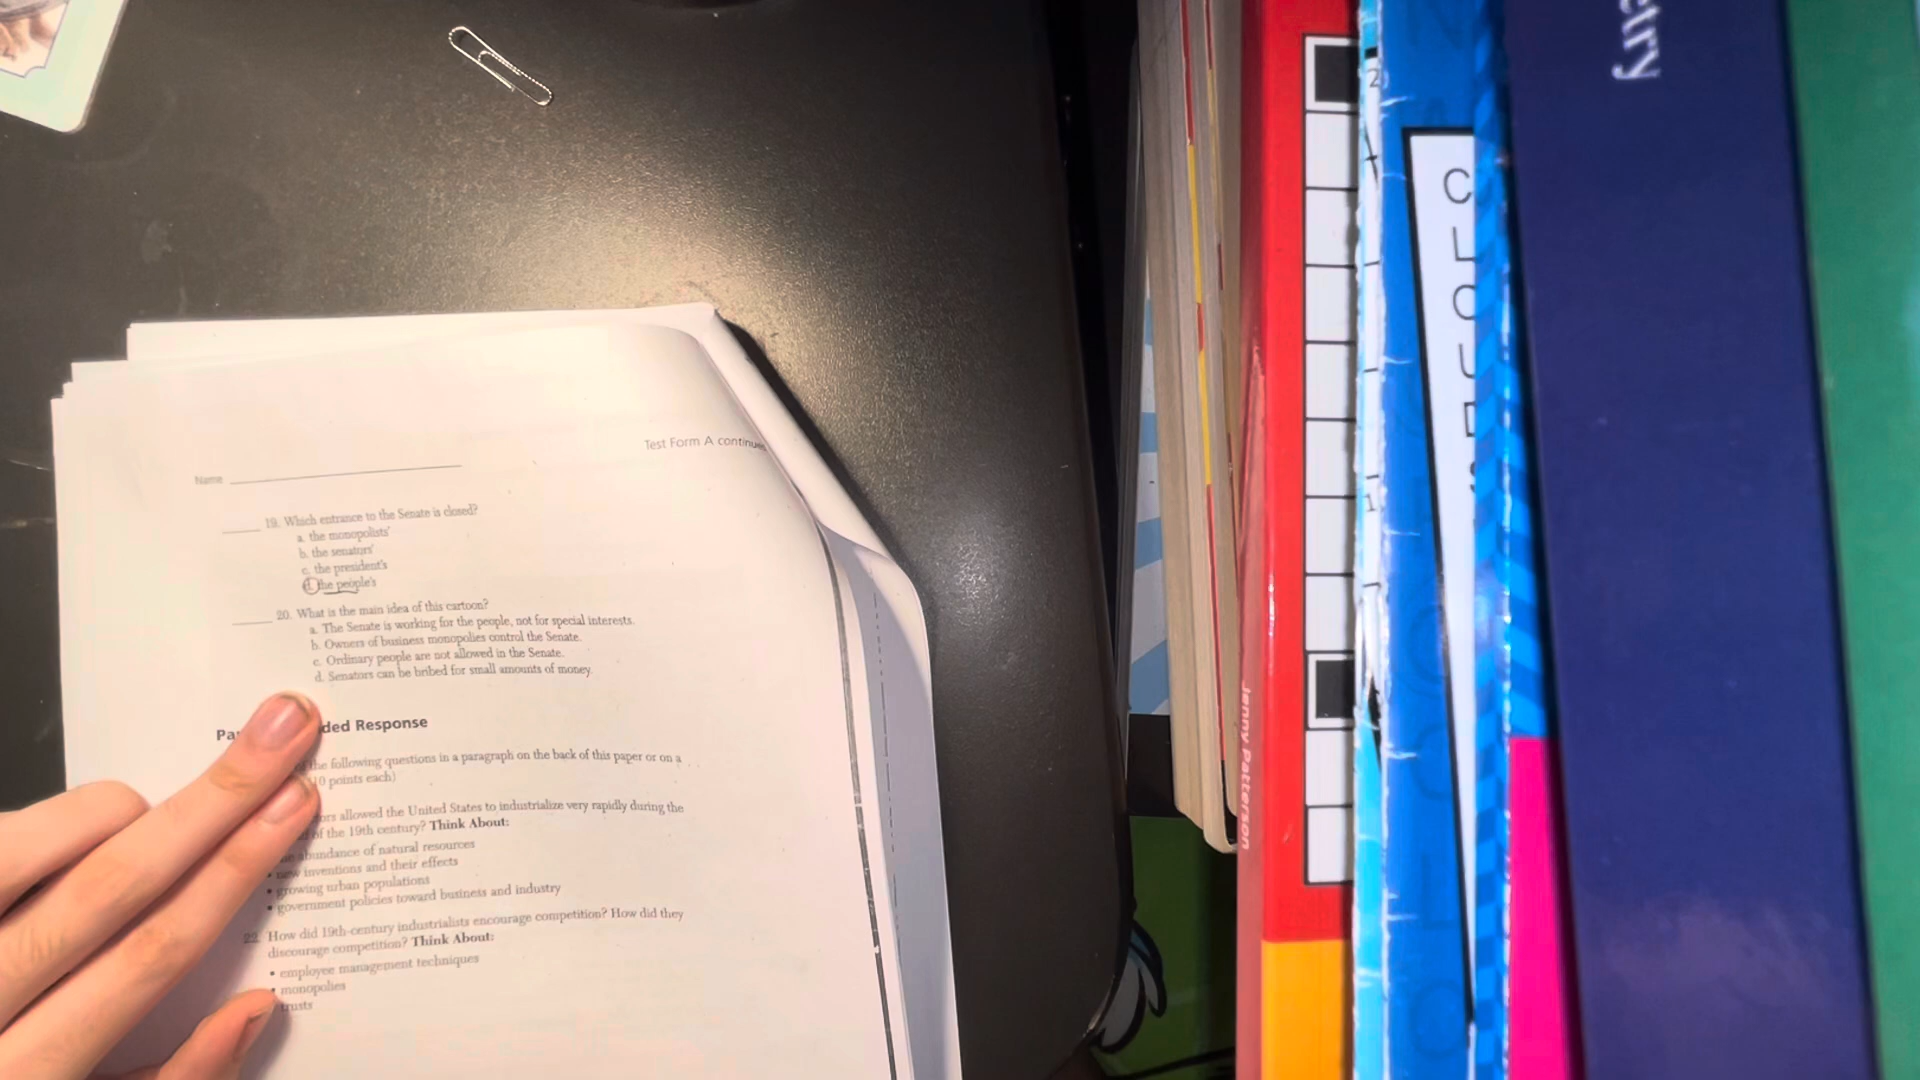 Test Form A continue
Name
19. Which entrance to the Senate is closed?
a. the monopolists'
b. the senators'
c. the president's
d. the people's
20. What is the main idea of this cartoon?
a. The Senate is working for the people, not for special interests.
b. Owners of business monopolies control the Senate.
c. Ordinary people are not allowed in the Senate.
d. Senators can be bribed for small amounts of money.
Pa ded Response
the following questions in a paragraph on the back of this paper or on a
10 points each)
ors allowed the United States to industrialize very rapidly during the
of the 19th century? Think About:
abundance of natural resources
• new inventions and their effects
• growing urban populations
• government policies toward business and industry
22. How did 19th-century industrialists encourage competition? How did they
discourage competition? Think About:
• employee management techniques
• monopolies
trusts
Jenny Patterson
etry